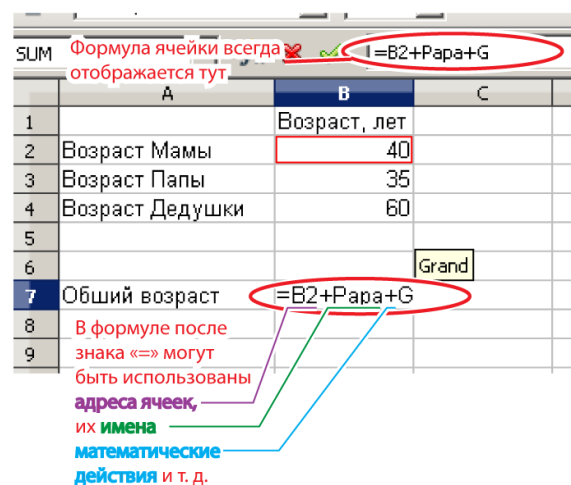 SUM
Формула ячейки всегда
отображается тут
=B2+Papa+G
A B C
1 Возраст, лет
2 Возраст Мамы 40
3 Возраст Папы 35
4 Возраст Дедушки 60
5
6 Grand
7 Обший возраст =B2+Papa+G
8
9
В формуле после
знака «=» могут
быть использованы
адреса ячеек,
их имена
математические
действия и т. д.